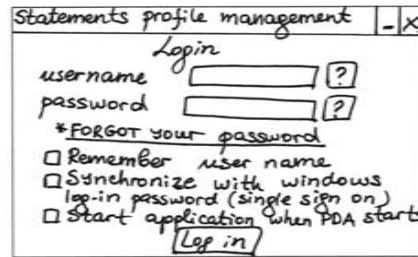 Statements profile management - x
Login
username ?
password ?
*FORGOT your password
Remember user name
Synchronize with windows
log-in password (single sign on)
Start application when PDA starts
Log in